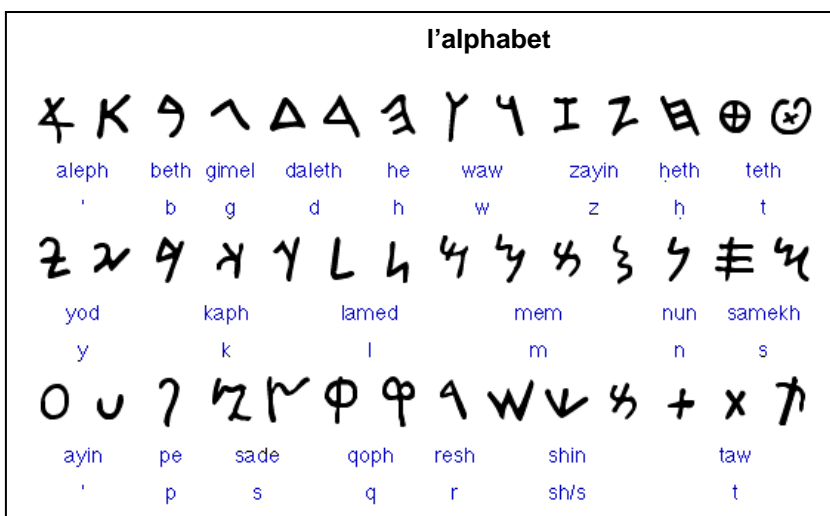 l’alphabet
𐤀 𐤀 𐤁 𐤂 𐤃 𐤃 𐤄 𐤅 𐤅 𐤆 𐤆 𐤇 𐤈 𐤈
aleph beth gimel daleth he waw zayin ḥeth teth
' b g d h w z ḥ t
𐤉 𐤉 𐤊 𐤊 𐤊 𐤋 𐤋 𐤌 𐤌 𐤌 𐤌 𐤍 𐤎 𐤎
yod kaph lamed mem nun samekh
y k l m n s
𐤏 𐤏 𐤐 𐤑 𐤑 𐤒 𐤒 𐤓 𐤔 𐤔 𐤔 𐤕 𐤕 𐤕
ayin pe sade qoph resh shin taw
' p s q r sh/s t